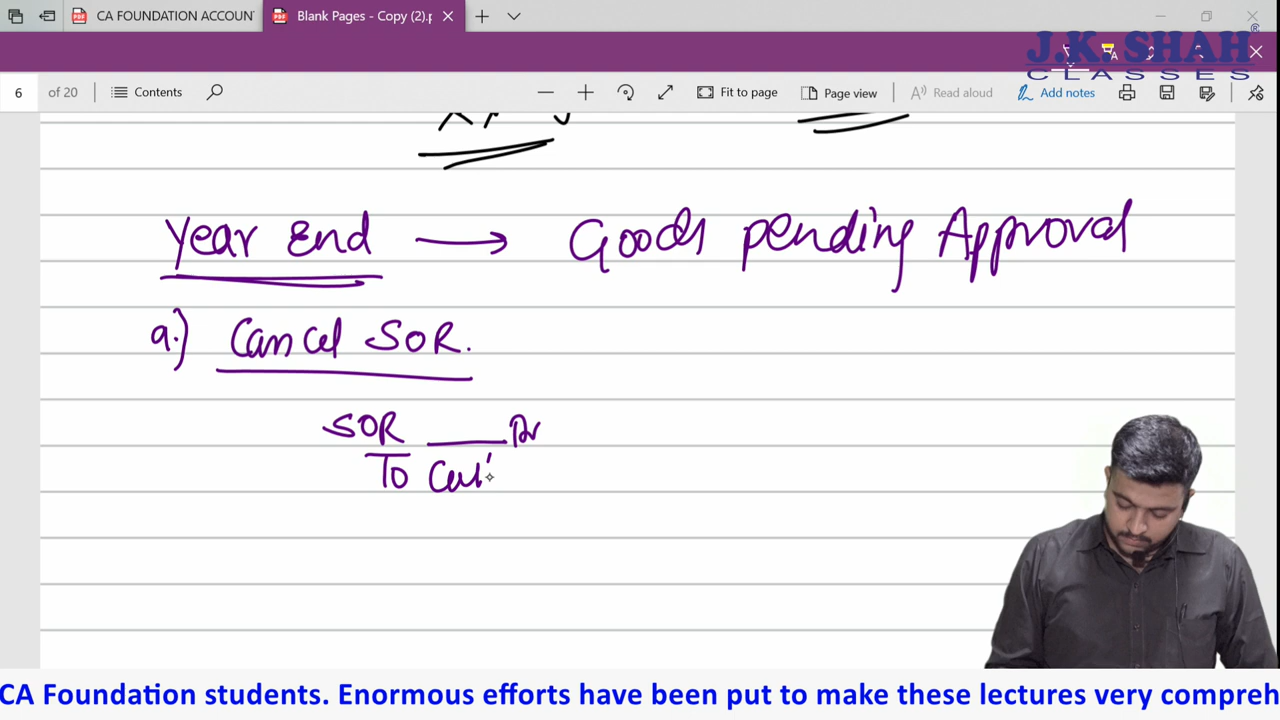 CA FOUNDATION ACCOUN
Blank Pages - Copy (2).p
J.K. SHAH®
CLASSES
6 of 20 Contents Fit to page Page view Read aloud Add notes
Year End → Goods pending Approval
a.) Cancel SOR.
SOR ____ Dr
To
CA Foundation students. Enormous efforts have been put to make these lectures very compreh